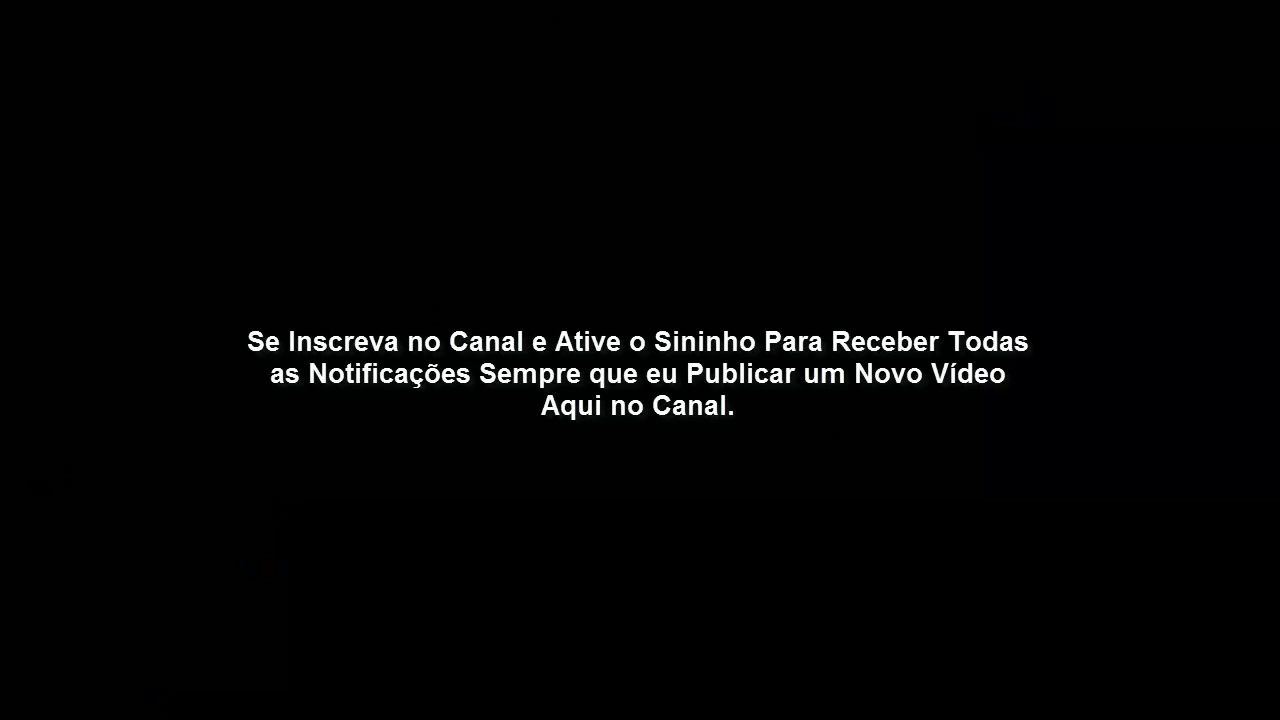 Se Inscreva no Canal e Ative o Sininho Para Receber Todas
as Notificações Sempre que eu Publicar um Novo Vídeo
Aqui no Canal.